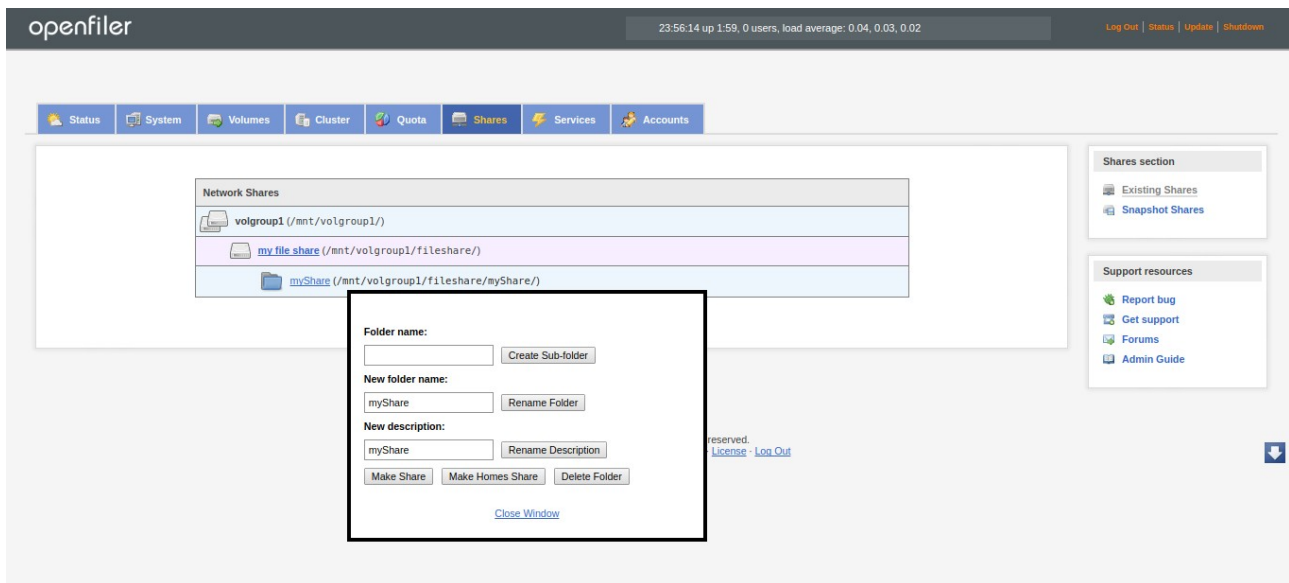 openfiler
23:56:14 up 1:59, 0 users, load average: 0.04, 0.03, 0.02
Log Out | Status | Update | Shutdown
Status System Volumes Cluster Quota Shares Services Accounts
Network Shares
volgroup1 (/mnt/volgroup1/)
my file share (/mnt/volgroup1/fileshare/)
myShare (/mnt/volgroup1/fileshare/myShare/)
Folder name:
Create Sub-folder
New folder name:
myShare Rename Folder
New description:
myShare Rename Description
Make Share Make Homes Share Delete Folder
Close Window
reserved.
· License · Log Out
Shares section
Existing Shares
Snapshot Shares
Support resources
Report bug
Get support
Forums
Admin Guide